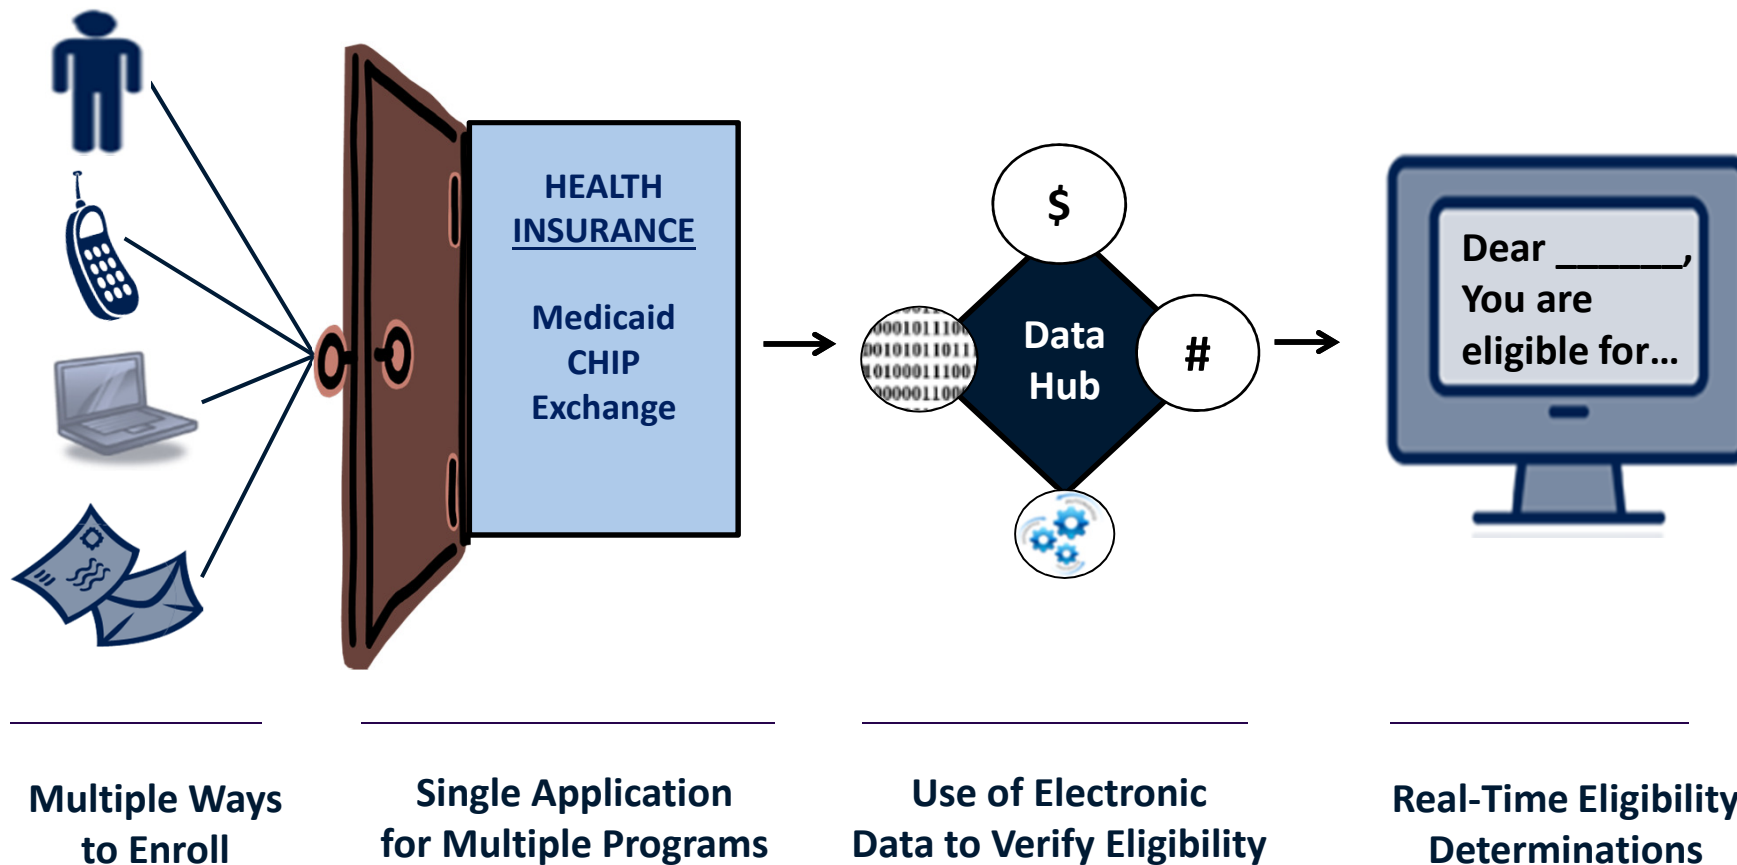 HEALTH
INSURANCE
Medicaid
CHIP
Exchange
$
Data
Hub
#
Dear ______,
You are
eligible for...
Multiple Ways
to Enroll
Single Application
for Multiple Programs
Use of Electronic
Data to Verify Eligibility
Real-Time Eligibility
Determinations